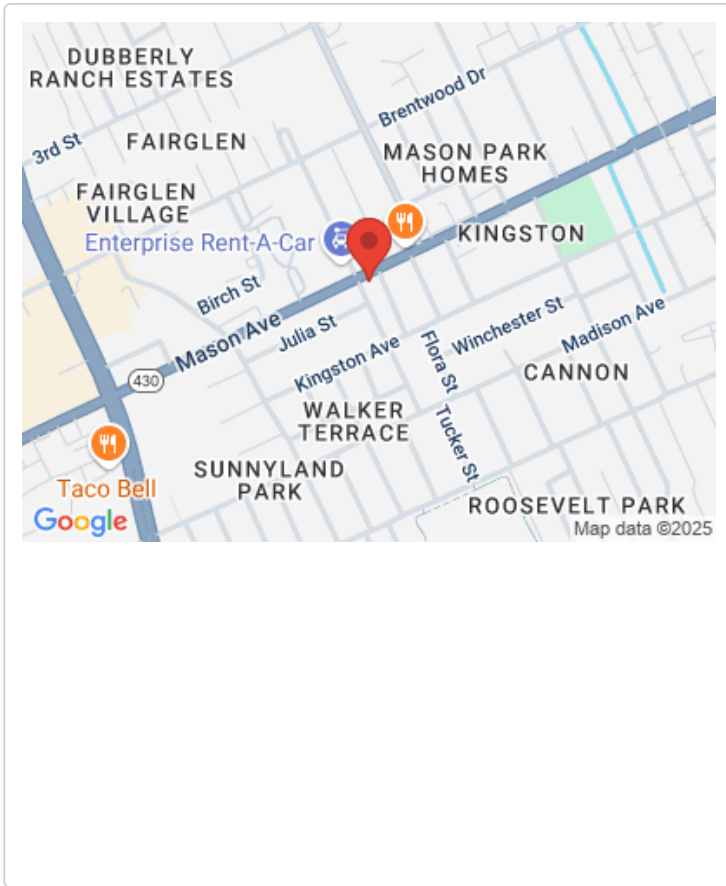 DUBBERLY
RANCH ESTATES
Brentwood Dr
3rd St
FAIRGLEN
MASON PARK
HOMES
FAIRGLEN
VILLAGE
Enterprise Rent-A-Car
KINGSTON
Birch St
Mason Ave
Julia St
Winchester St
Madison Ave
Kingston Ave
Flora St
430
CANNON
WALKER
TERRACE
Tucker St
SUNNYLAND
PARK
Taco Bell
ROOSEVELT PARK
Google
Map data ©2025